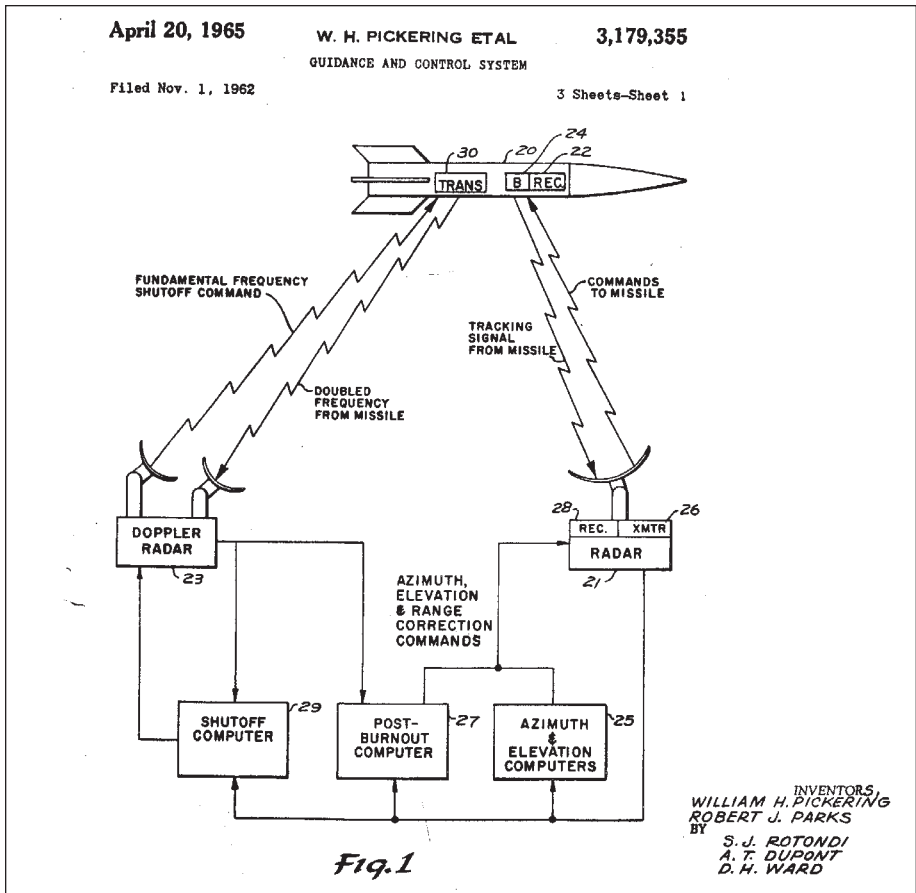 April 20, 1965
W. H. PICKERING ETAL
3,179,355
GUIDANCE AND CONTROL SYSTEM
Filed Nov. 1, 1962
3 Sheets-Sheet 1
30
20
24
22
TRANS
B
REC.
FUNDAMENTAL FREQUENCY
SHUTOFF COMMAND
COMMANDS
TO MISSILE
TRACKING
SIGNAL
FROM MISSILE
DOUBLED
FREQUENCY
FROM MISSILE
DOPPLER
RADAR
23
28
26
REC.
XMTR
RADAR
21
AZIMUTH,
ELEVATION
& RANGE
CORRECTION
COMMANDS
SHUTOFF
COMPUTER
29
POST-
BURNOUT
COMPUTER
27
AZIMUTH
&
ELEVATION
COMPUTERS
25
Fig.1
INVENTORS,
WILLIAM H. PICKERING
ROBERT J. PARKS
BY
S. J. ROTONDI
A. T. DUPONT
D. H. WARD